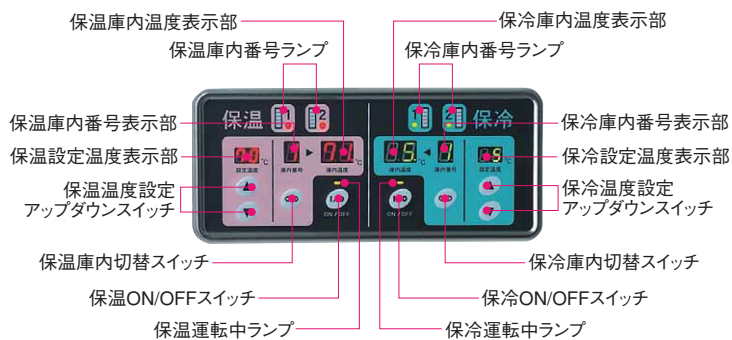 保温庫内温度表示部
保冷庫内温度表示部
保温庫内番号ランプ
保冷庫内番号ランプ
保温
1
2
1
2
保冷
保温庫内番号表示部
保冷庫内番号表示部
保温設定温度表示部
保冷設定温度表示部
℃
℃
℃
℃
設定温度
庫内番号
庫内温度
庫内温度
庫内番号
設定温度
保温温度設定
アップダウンスイッチ
保冷温度設定
アップダウンスイッチ
ON/OFF
ON/OFF
保温庫内切替スイッチ
保冷庫内切替スイッチ
保温ON/OFFスイッチ
保冷ON/OFFスイッチ
保温運転中ランプ
保冷運転中ランプ